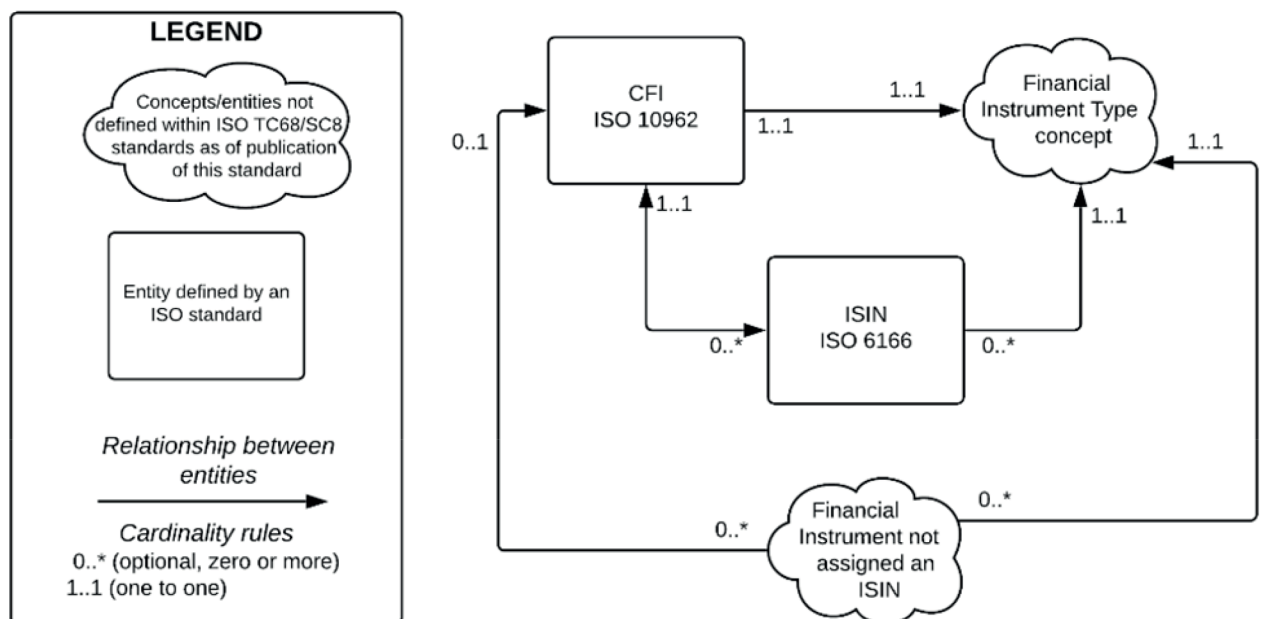 LEGEND
Concepts/entities not
defined within ISO TC68/SC8
standards as of publication
of this standard
Entity defined by an
ISO standard
Relationship between
entities
Cardinality rules
0..* (optional, zero or more)
1..1 (one to one)
CFI
ISO 10962
0..1
1..1
1..1
Financial
Instrument Type
concept
1..1
1..1
1..1
ISIN
ISO 6166
0..*
0..*
Financial
Instrument not
assigned an
ISIN
0..*
0..*